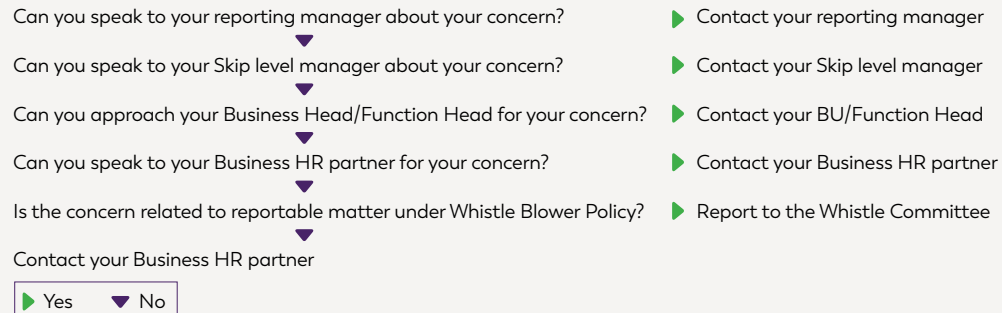 Can you speak to your reporting manager about your concern? Contact your reporting manager
Can you speak to your Skip level manager about your concern? Contact your Skip level manager
Can you approach your Business Head/Function Head for your concern? Contact your BU/Function Head
Can you speak to your Business HR partner for your concern? Contact your Business HR partner
Is the concern related to reportable matter under Whistle Blower Policy? Report to the Whistle Committee
Contact your Business HR partner
Yes No